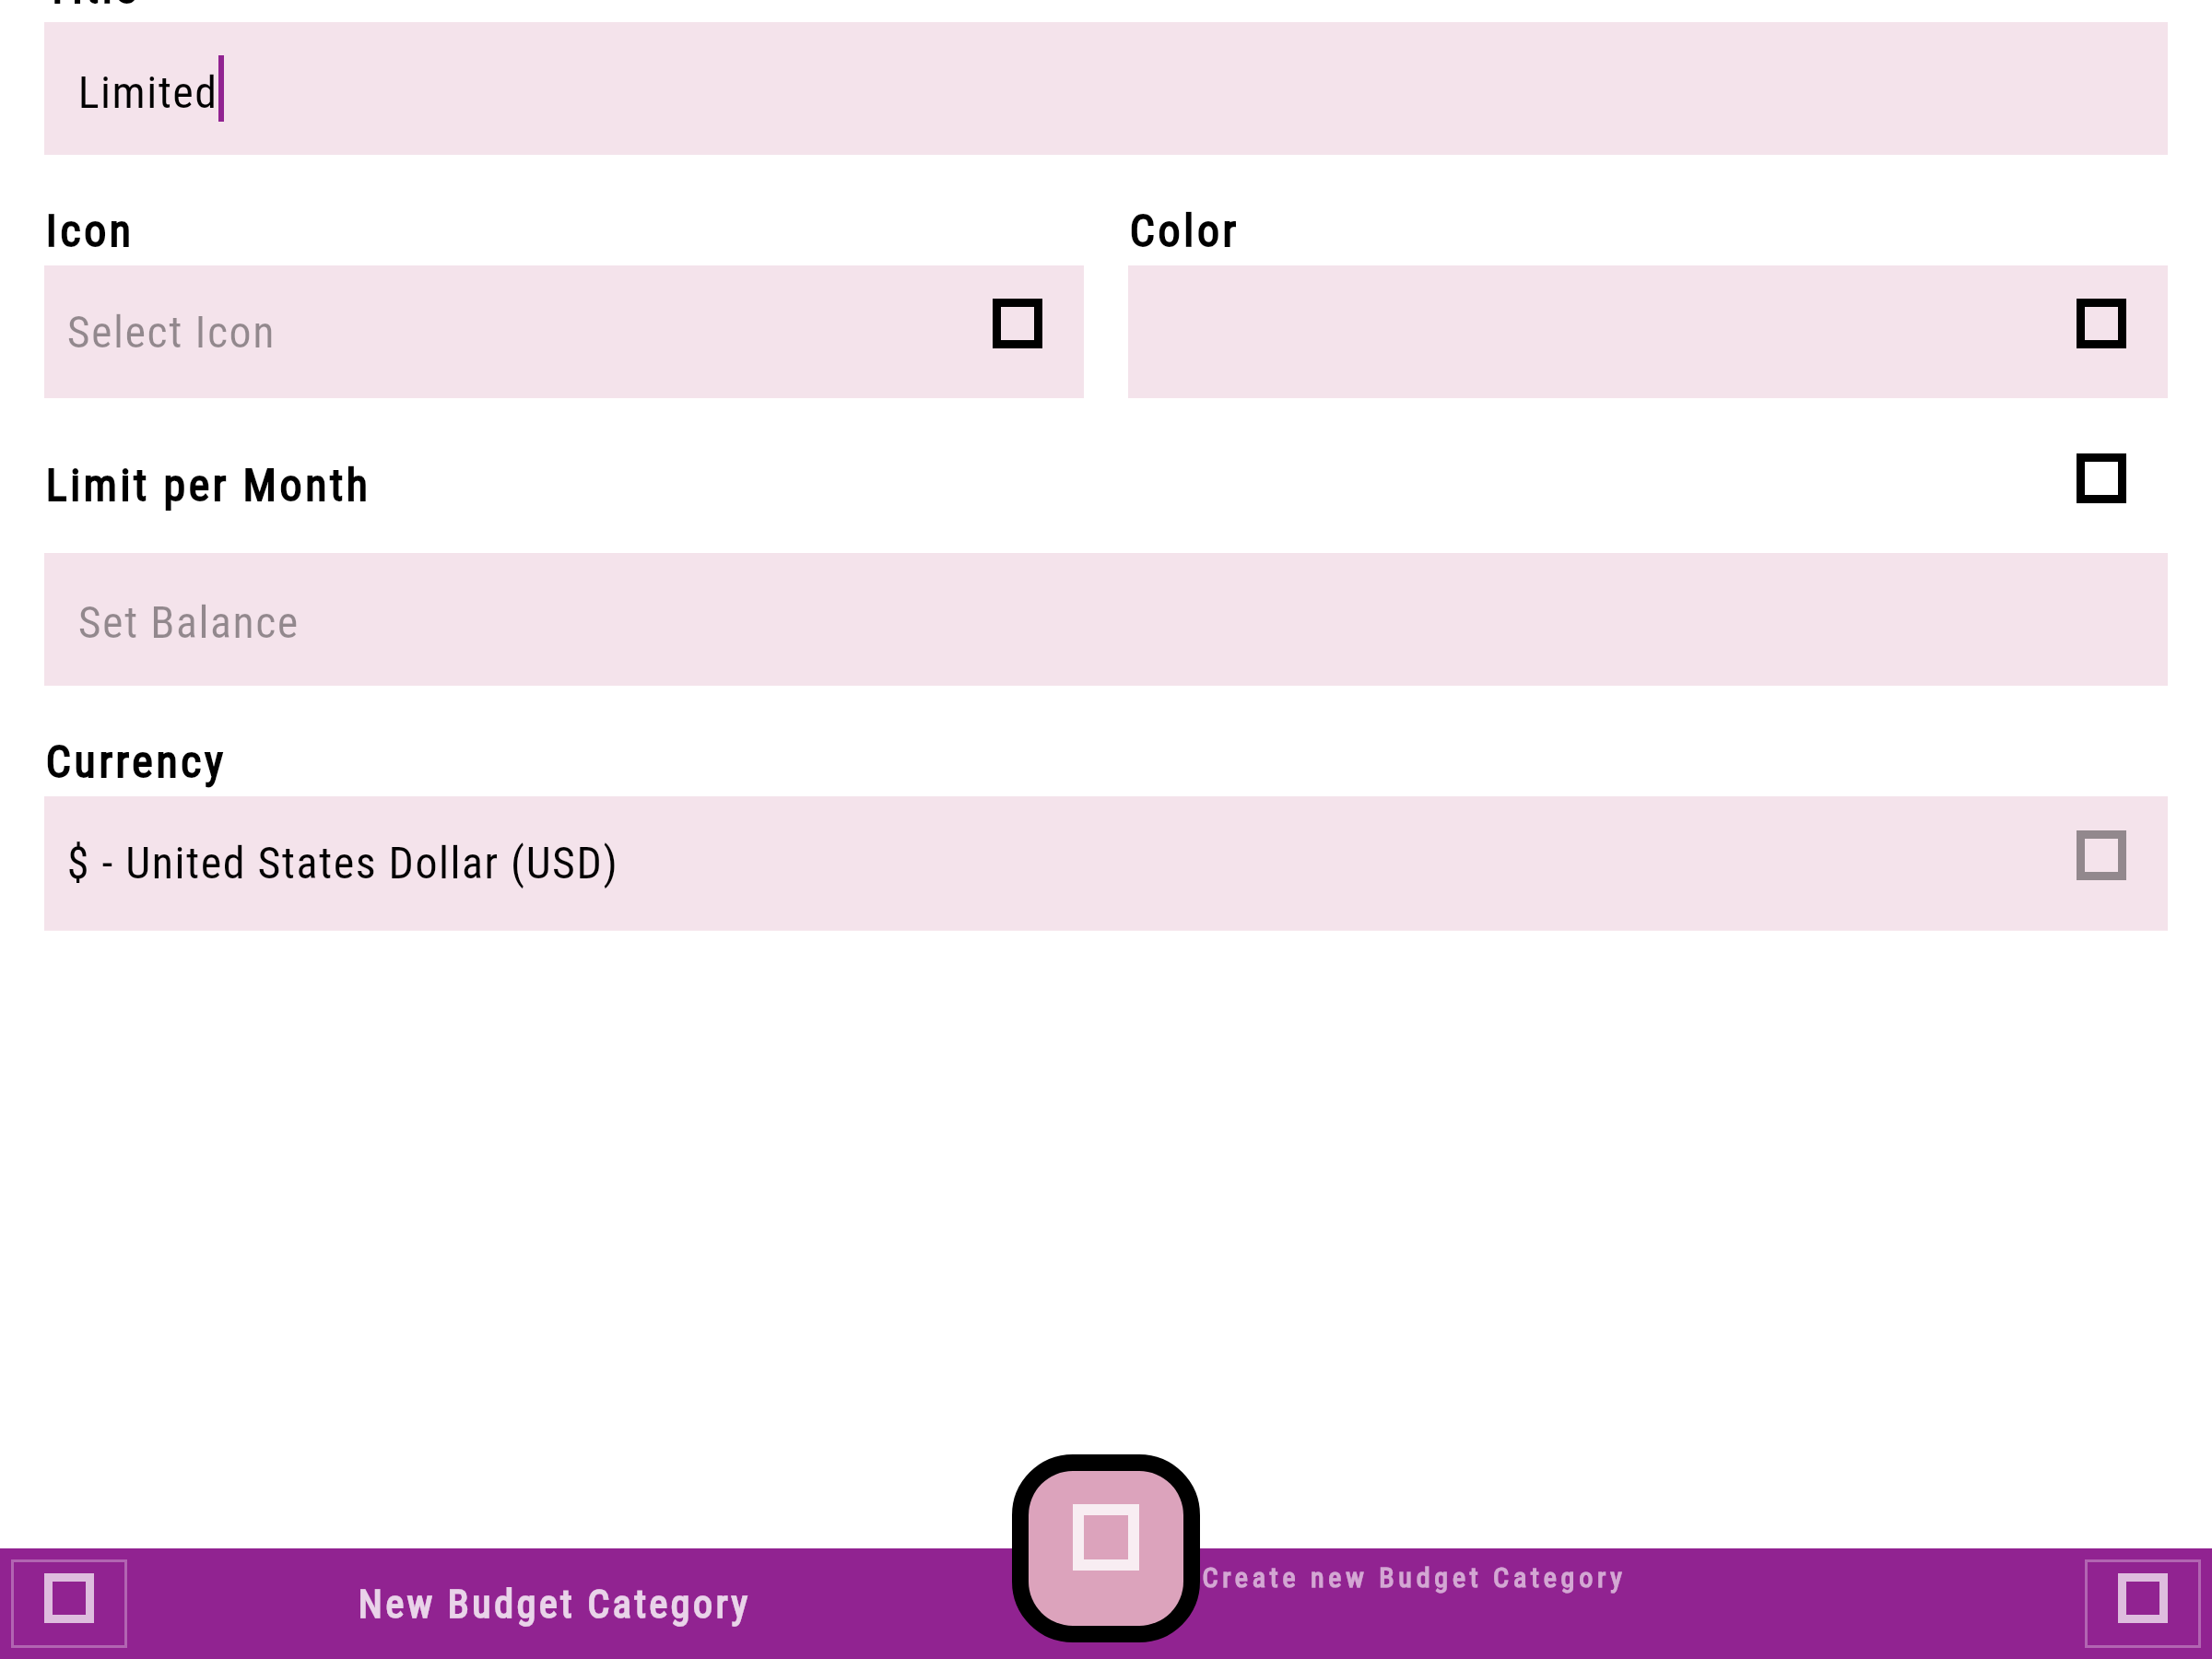 Limited
Icon
Color
Select Icon
Limit per Month
Set Balance
Currency
$ - United States Dollar (USD)
New Budget Category
Create new Budget Category